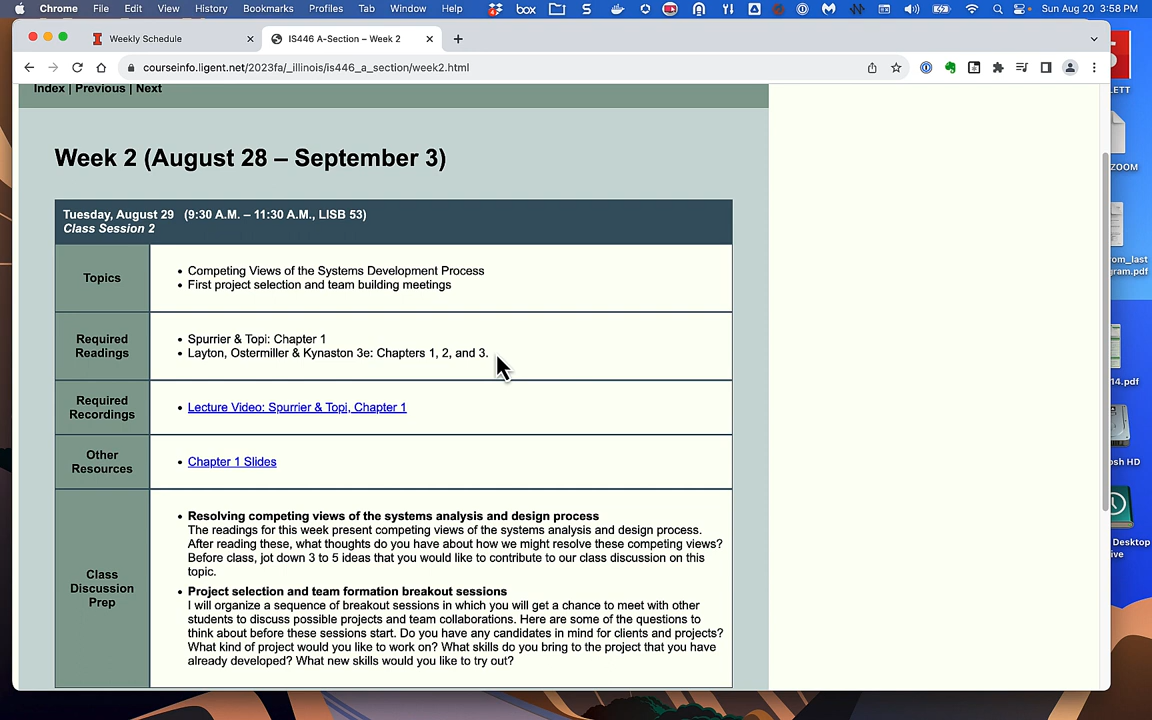 Chrome File Edit View History Bookmarks Profiles Tab Window Help box Sun Aug 20 3:58 PM
Weekly Schedule
IS446 A-Section – Week 2
courseinfo.ligent.net/2023fa/_illinois/is446_a_section/week2.html
Index | Previous | Next
Week 2 (August 28 – September 3)
Tuesday, August 29 (9:30 A.M. – 11:30 A.M., LISB 53)
Class Session 2
Topics
• Competing Views of the Systems Development Process
• First project selection and team building meetings
Required
Readings
• Spurrier & Topi: Chapter 1
• Layton, Ostermiller & Kynaston 3e: Chapters 1, 2, and 3.
Required
Recordings
• Lecture Video: Spurrier & Topi, Chapter 1
Other
Resources
• Chapter 1 Slides
Class
Discussion
Prep
• Resolving competing views of the systems analysis and design process
The readings for this week present competing views of the systems analysis and design process.
After reading these, what thoughts do you have about how we might resolve these competing views?
Before class, jot down 3 to 5 ideas that you would like to contribute to our class discussion on this
topic.
• Project selection and team formation breakout sessions
I will organize a sequence of breakout sessions in which you will get a chance to meet with other
students to discuss possible projects and team collaborations. Here are some of the questions to
think about before these sessions start. Do you have any candidates in mind for clients and projects?
What kind of project would you like to work on? What skills do you bring to the project that you have
already developed? What new skills would you like to try out?
LETT
ZOOM
om_last
gram.pdf
14.pdf
osh HD
Desktop
ive